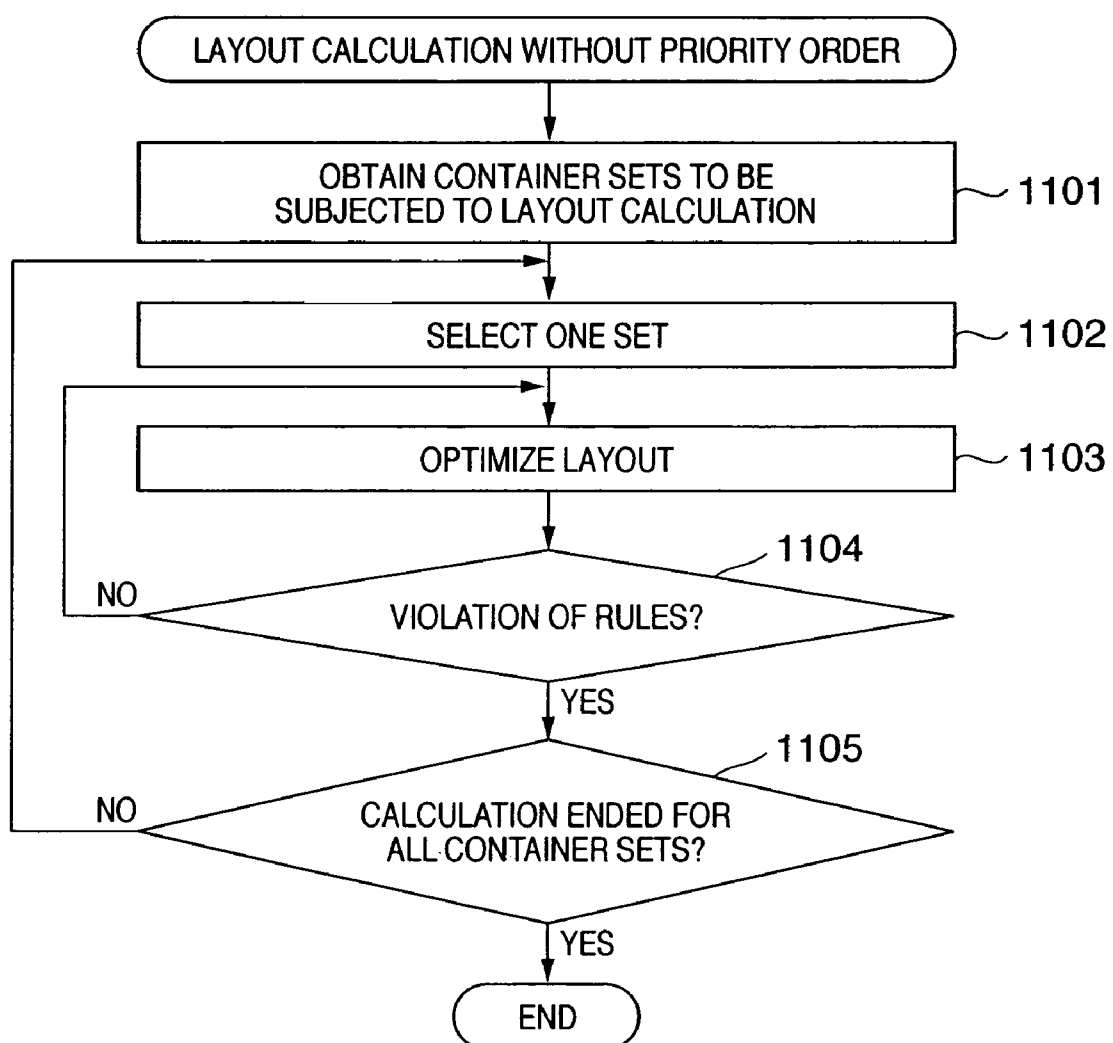 LAYOUT CALCULATION WITHOUT PRIORITY ORDER
OBTAIN CONTAINER SETS TO BE
SUBJECTED TO LAYOUT CALCULATION
1101
SELECT ONE SET
1102
OPTIMIZE LAYOUT
1103
1104
NO
VIOLATION OF RULES?
YES
1105
NO
CALCULATION ENDED FOR
ALL CONTAINER SETS?
YES
END